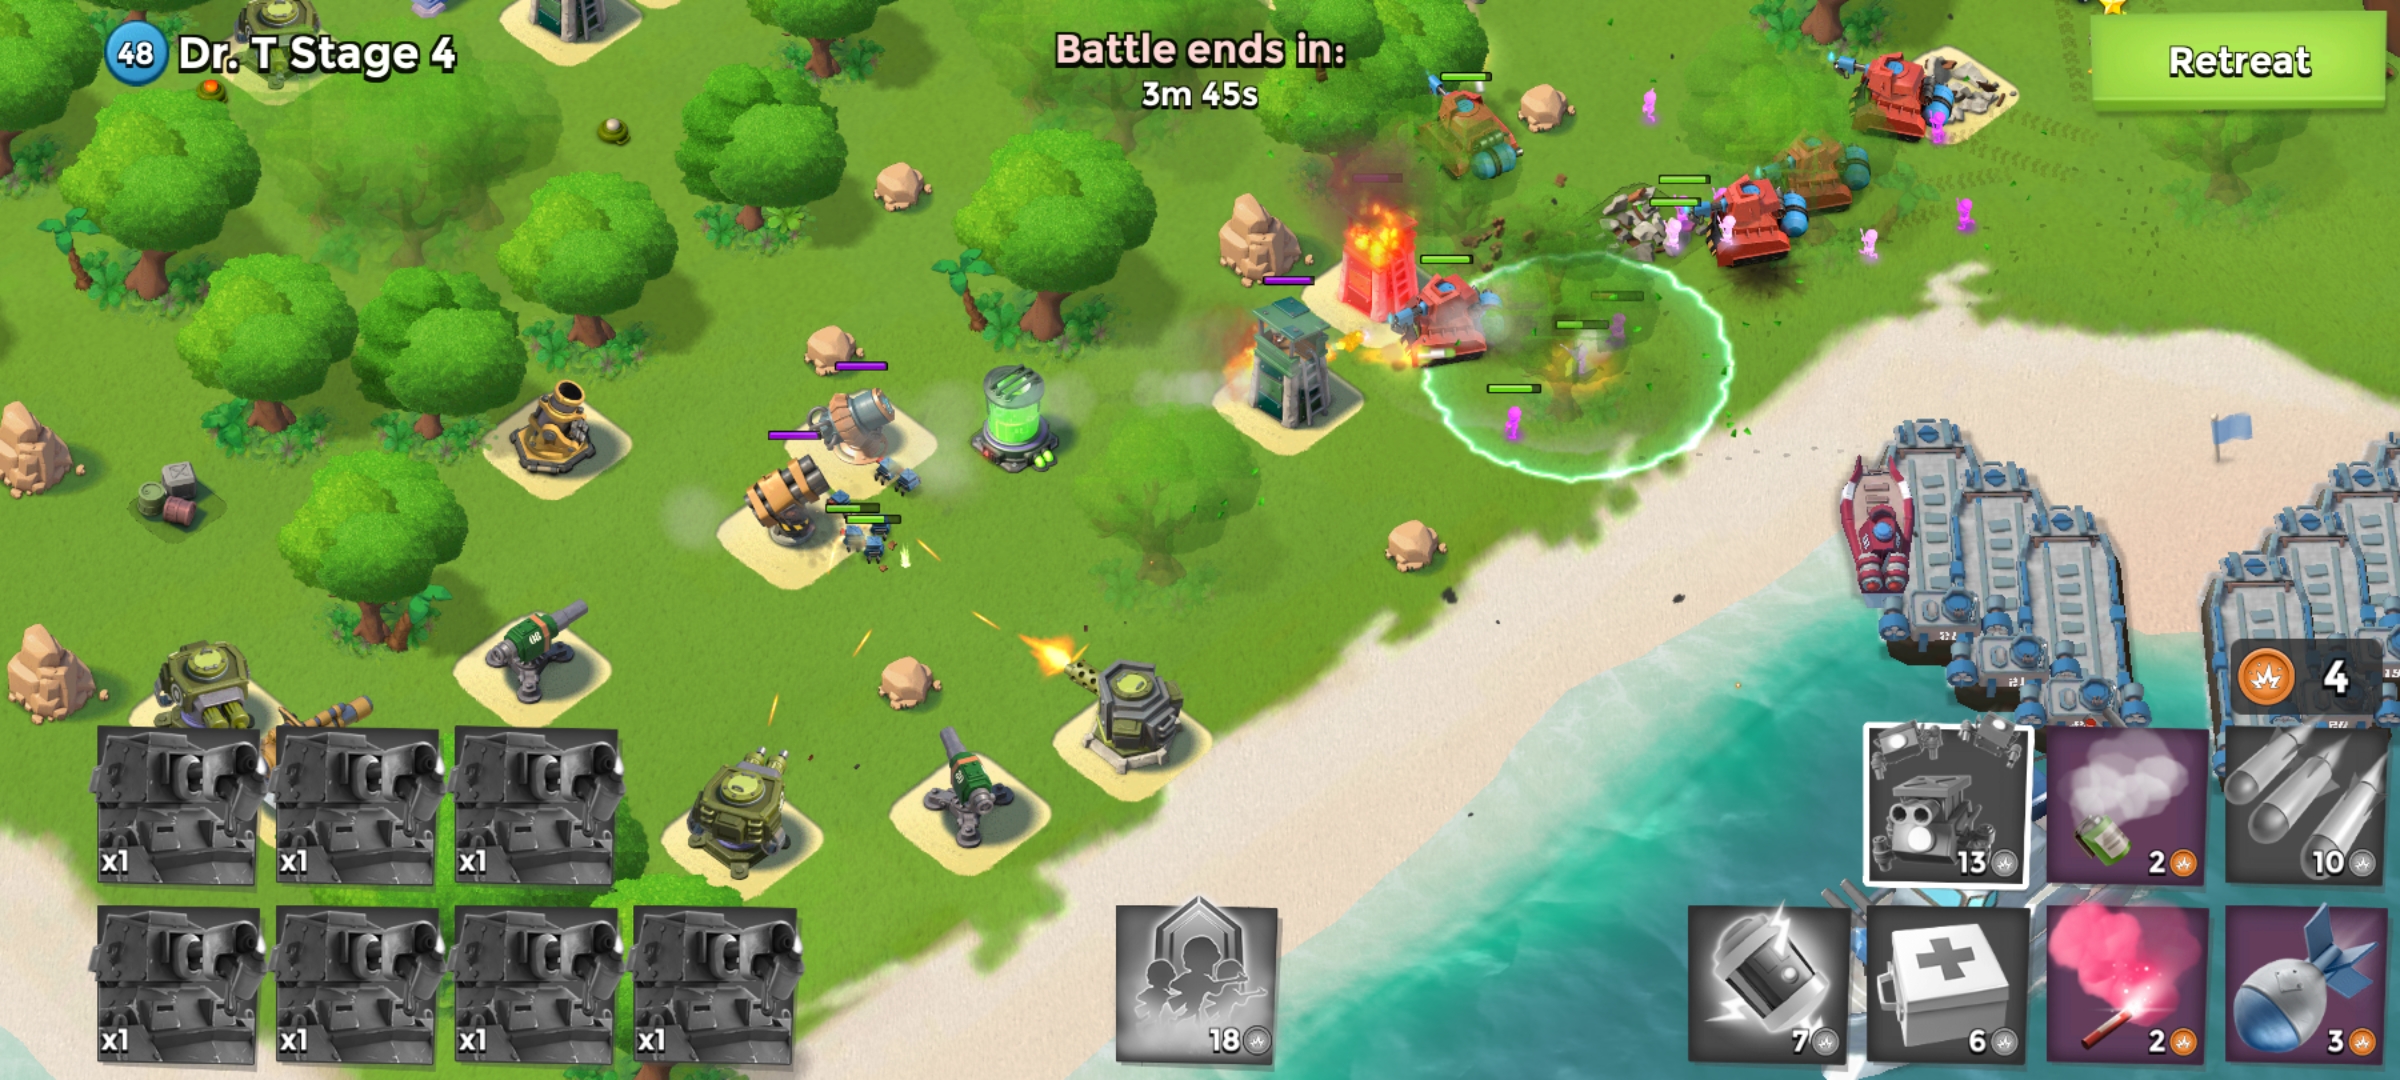 48 Dr. T Stage 4
Battle ends in:
3m 45s
Retreat
4
x1 x1 x1
13 2 10
x1 x1 x1 x1
18
7 6 2 3